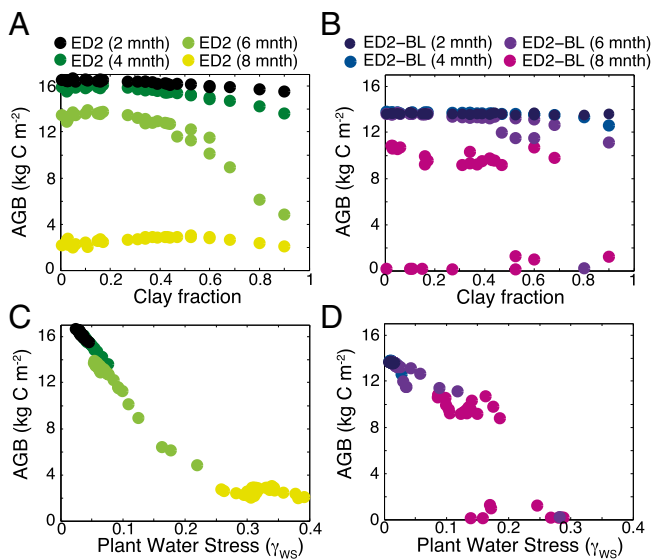 A
B
ED2 (2 mnth) ED2 (6 mnth)
ED2 (4 mnth) ED2 (8 mnth)
ED2-BL (2 mnth) ED2-BL (6 mnth)
ED2-BL (4 mnth) ED2-BL (8 mnth)
16
12
8
4
0
AGB (kg C m-2)
0 0.2 0.4 0.6 0.8 1
Clay fraction
16
12
8
4
0
AGB (kg C m-2)
0 0.2 0.4 0.6 0.8 1
Clay fraction
C
D
16
12
8
4
0
AGB (kg C m-2)
0 0.1 0.2 0.3 0.4
Plant Water Stress (γWS)
16
12
8
4
0
AGB (kg C m-2)
0 0.1 0.2 0.3 0.4
Plant Water Stress (γWS)